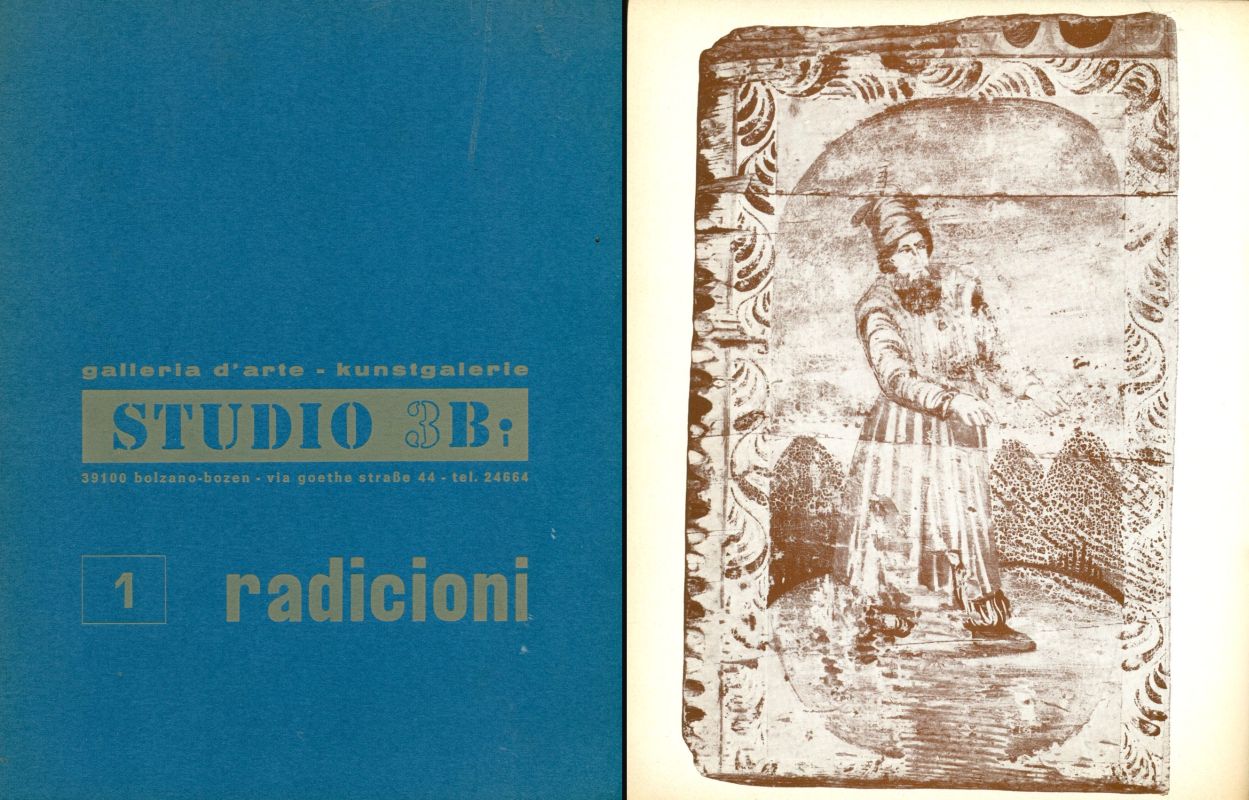 galleria d'arte - kunstgalerie
STUDIO 3B;
39100 bolzano-bozen - via goethe straße 44 - tel. 24664
1
radicioni